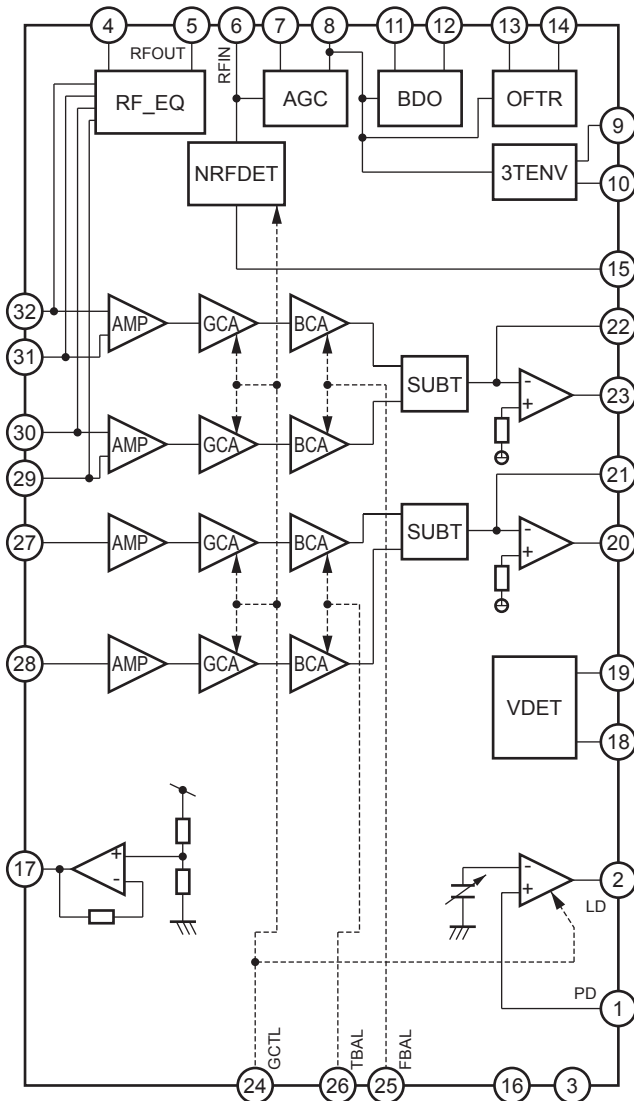 4 5 6 7 8 11 12 13 14
RFOUT RFIN
RF_EQ AGC BDO OFTR
9
NRFDET 3TENV
10
15
32 AMP GCA BCA 22
31 SUBT - 23
+
30 AMP GCA BCA
29 21
27 AMP GCA BCA SUBT - 20
+
28 AMP GCA BCA 19
VDET
18
17 + - 2
- + LD
PD 1
GCTL TBAL FBAL
24 26 25 16 3